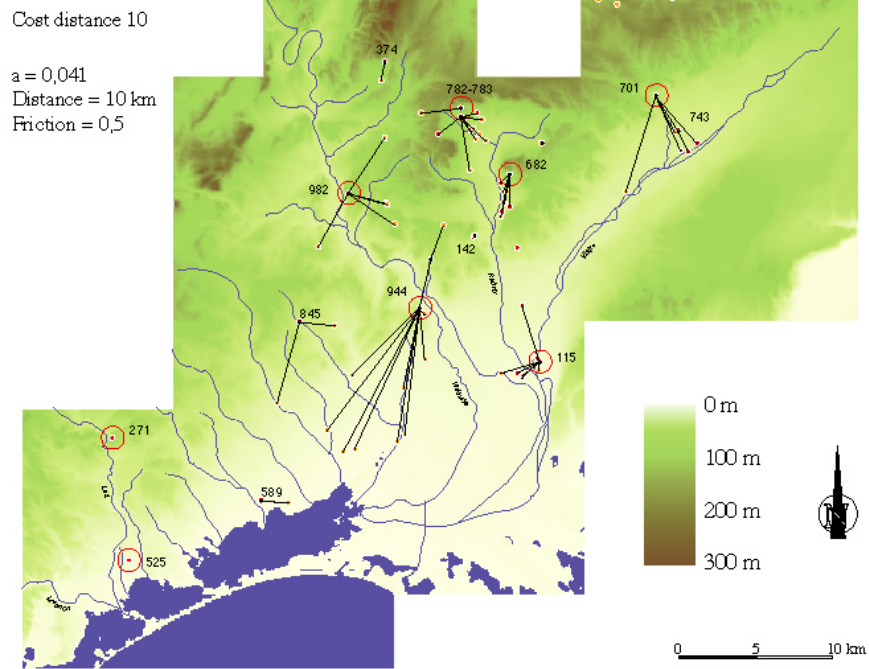 Cost distance 10
a = 0,041
Distance = 10 km
Friction = 0,5
374
782-783
701
743
682
982
142
944
845
115
271
589
525
0 m
100 m
200 m
300 m
N
0 5 10 km